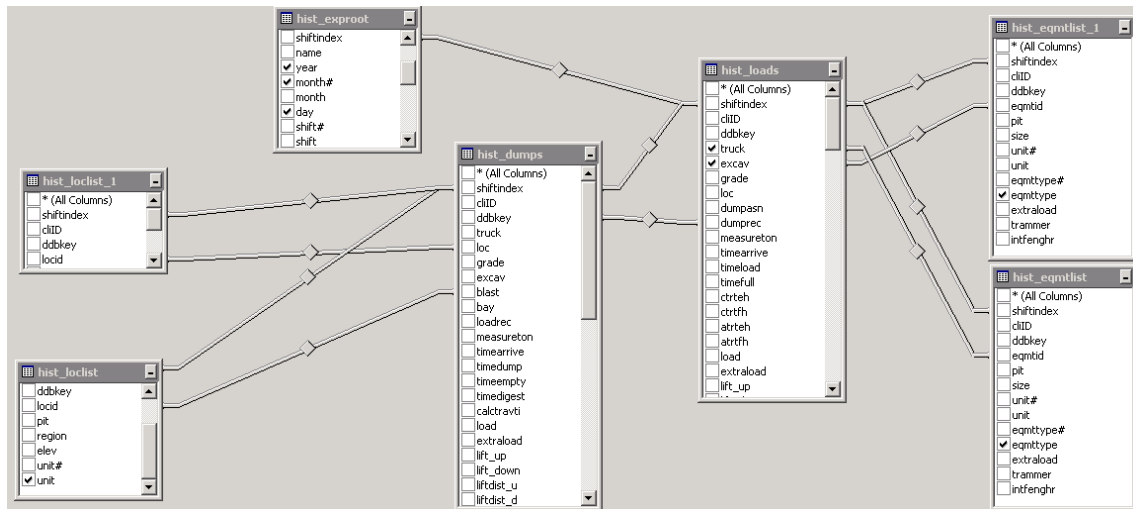 hist_exproot
shiftindex
name
year
month#
month
day
shift#
shift
hist_loclist_1
* (All Columns)
shiftindex
cliID
ddbkey
locid
hist_loclist
ddbkey
locid
pit
region
elev
unit#
unit
hist_dumps
* (All Columns)
shiftindex
cliID
ddbkey
truck
loc
grade
excav
blast
bay
loadrec
measureton
timearrive
timedump
timeempty
timedigest
calctravti
load
extraload
lift_up
lift_down
liftdist_u
liftdist_d
hist_loads
* (All Columns)
shiftindex
cliID
ddbkey
truck
excav
grade
loc
dumpasn
dumprec
measureton
timearrive
timeload
timefull
ctrteh
ctrtfh
atrteh
atrtfh
load
extraload
lift_up
hist_eqmtlist_1
* (All Columns)
shiftindex
cliID
ddbkey
eqmtid
pit
size
unit#
unit
eqmttype#
eqmttype
extraload
trammer
intfenghr
hist_eqmtlist
* (All Columns)
shiftindex
cliID
ddbkey
eqmtid
pit
size
unit#
unit
eqmttype#
eqmttype
extraload
trammer
intfenghr